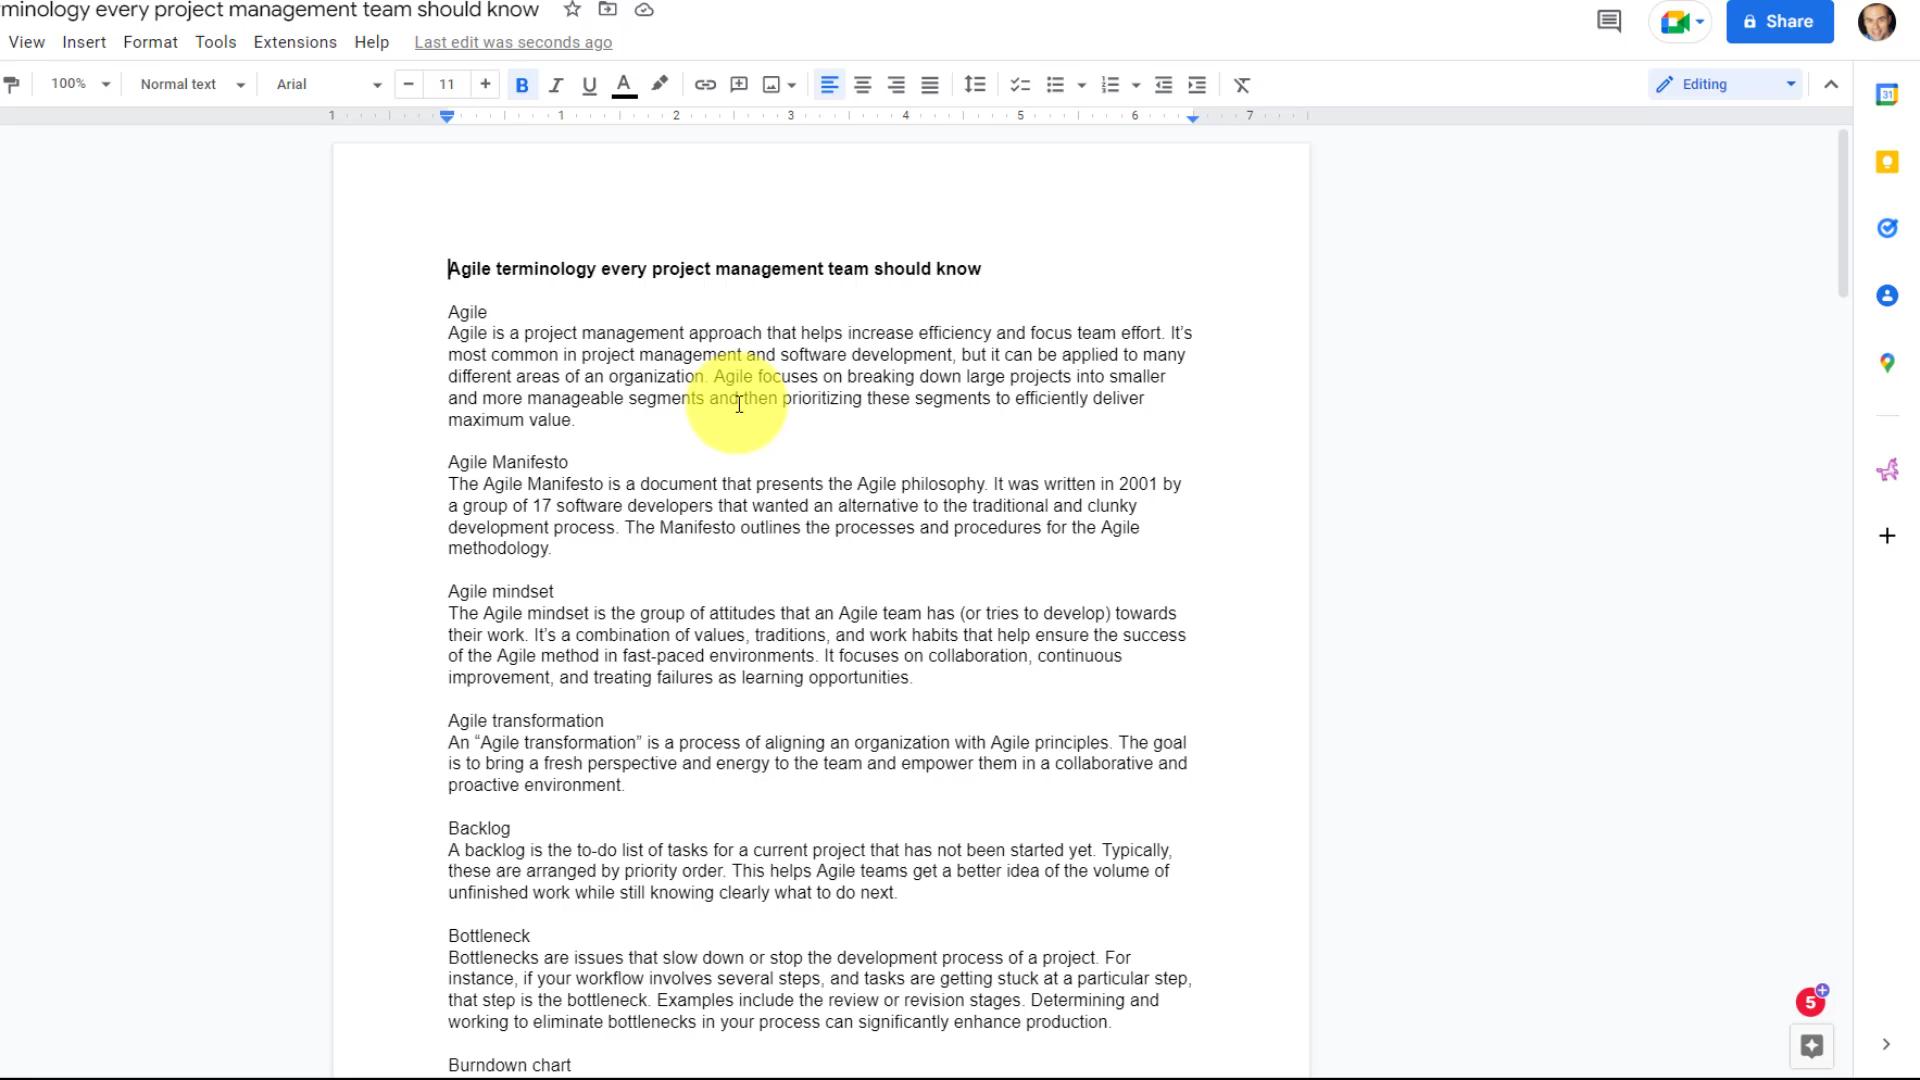 rminology every project management team should know
View Insert Format Tools Extensions Help Last edit was seconds ago
Share
100% Normal text Arial 11 B I U A Editing
1 1 2 3 4 5 6 7
31
Agile terminology every project management team should know
Agile
Agile is a project management approach that helps increase efficiency and focus team effort. It’s
most common in project management and software development, but it can be applied to many
different areas of an organization. Agile focuses on breaking down large projects into smaller
and more manageable segments and then prioritizing these segments to efficiently deliver
maximum value.
Agile Manifesto
The Agile Manifesto is a document that presents the Agile philosophy. It was written in 2001 by
a group of 17 software developers that wanted an alternative to the traditional and clunky
development process. The Manifesto outlines the processes and procedures for the Agile
methodology.
Agile mindset
The Agile mindset is the group of attitudes that an Agile team has (or tries to develop) towards
their work. It’s a combination of values, traditions, and work habits that help ensure the success
of the Agile method in fast-paced environments. It focuses on collaboration, continuous
improvement, and treating failures as learning opportunities.
Agile transformation
An “Agile transformation” is a process of aligning an organization with Agile principles. The goal
is to bring a fresh perspective and energy to the team and empower them in a collaborative and
proactive environment.
Backlog
A backlog is the to-do list of tasks for a current project that has not been started yet. Typically,
these are arranged by priority order. This helps Agile teams get a better idea of the volume of
unfinished work while still knowing clearly what to do next.
Bottleneck
Bottlenecks are issues that slow down or stop the development process of a project. For
instance, if your workflow involves several steps, and tasks are getting stuck at a particular step,
that step is the bottleneck. Examples include the review or revision stages. Determining and
working to eliminate bottlenecks in your process can significantly enhance production.
5
Burndown chart